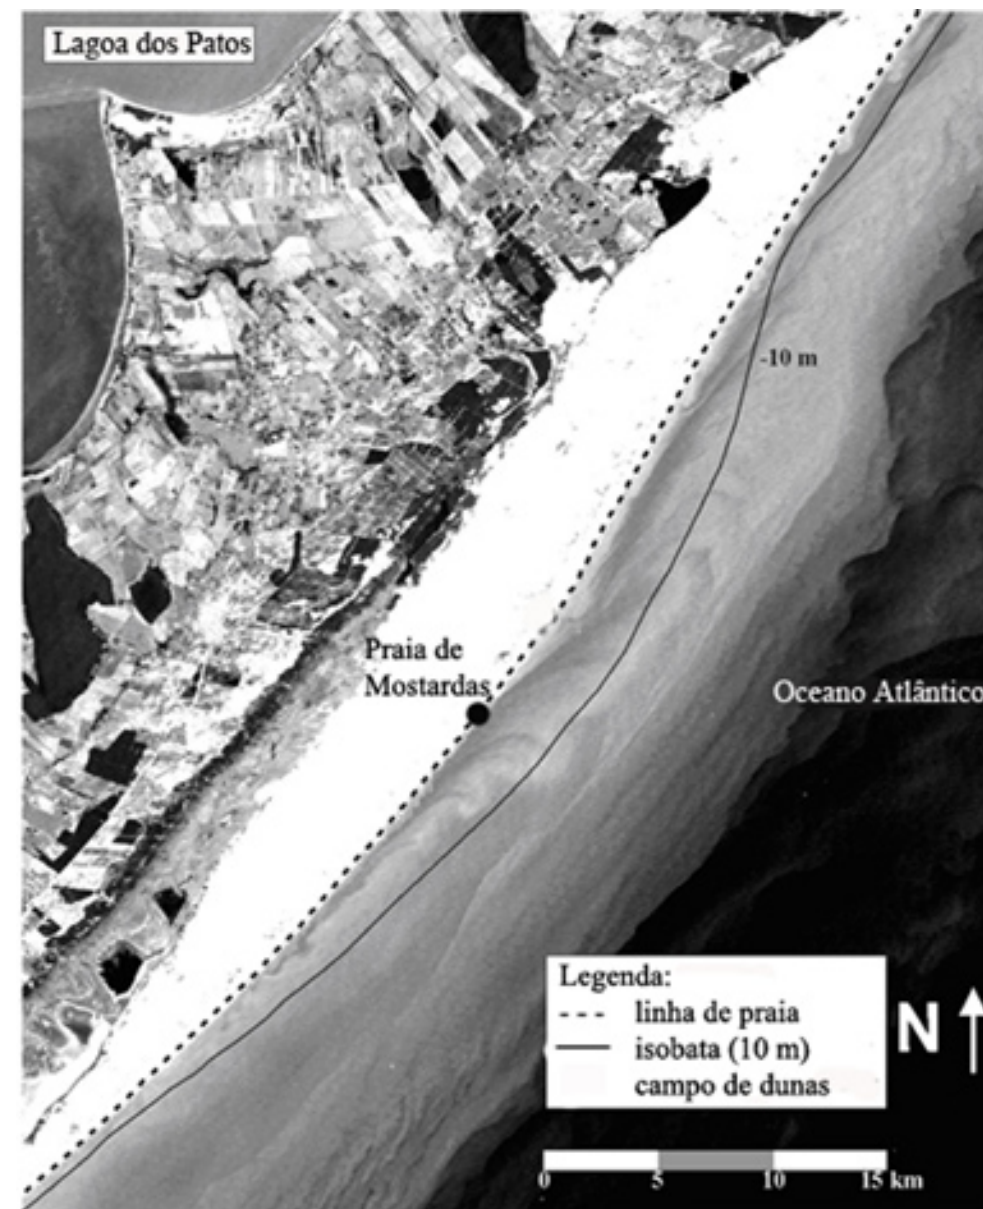 Lagoa dos Patos
-10 m
Praia de
Mostardas
Oceano Atlântico
Legenda:
linha de praia
isobata (10 m)
campo de dunas
N
0 5 10 15 km